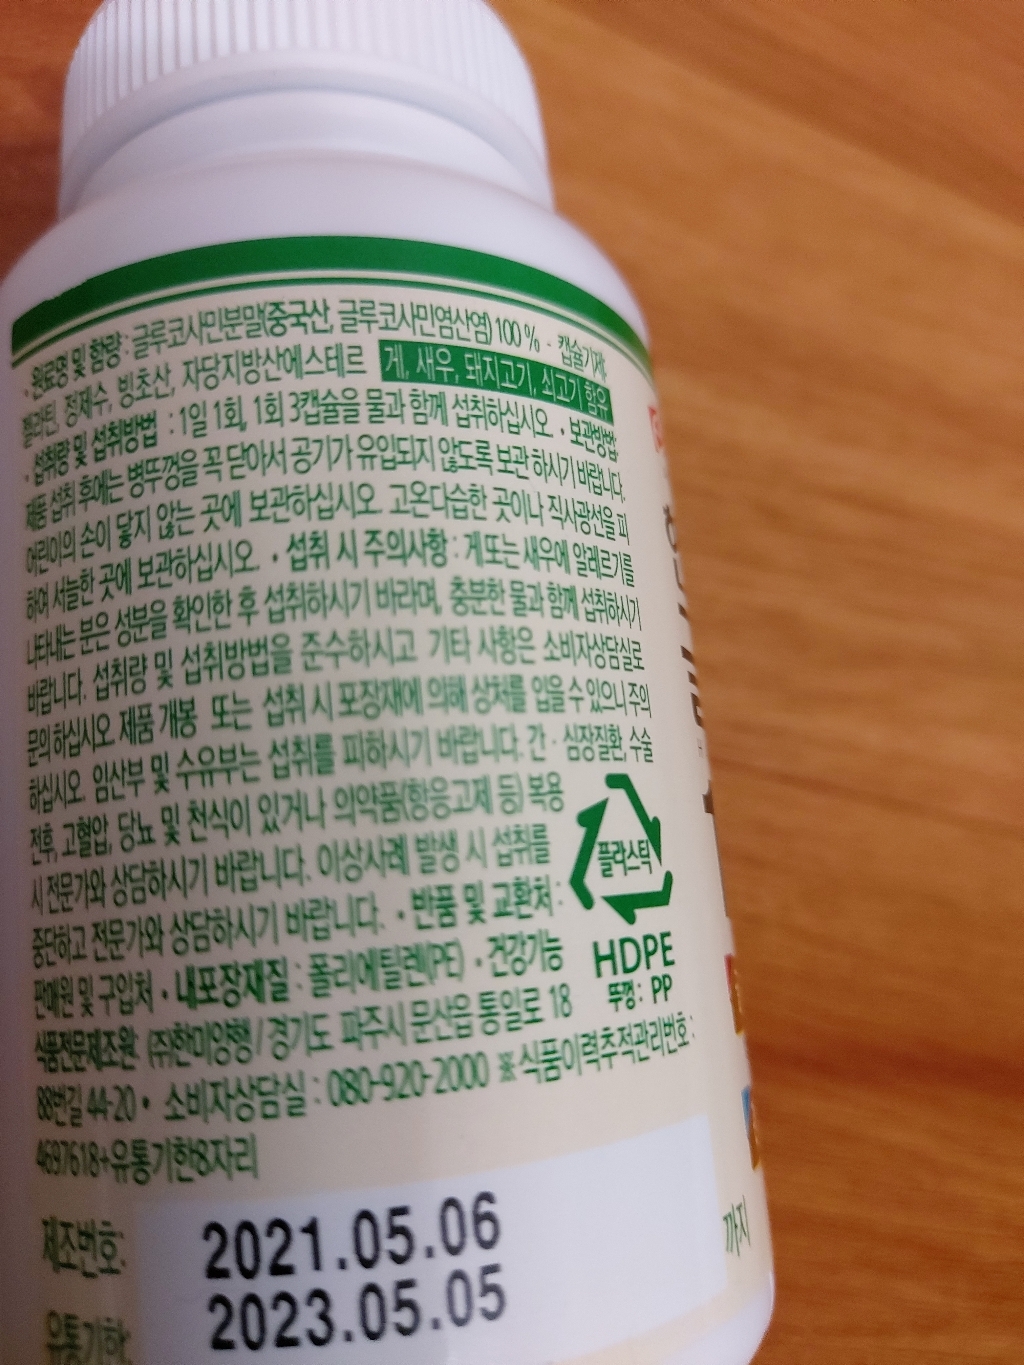 · 원료명 및 함량 : 글루코사민분말(중국산, 글루코사민염산염) 100 % · 캡슐기제:
젤라틴, 정제수, 빙초산, 자당지방산에스테르 게, 새우, 돼지고기, 쇠고기 함유
· 섭취량 및 섭취방법 : 1일 1회, 1회 3캡슐을 물과 함께 섭취하십시오 · 보관방법:
제품 섭취 후에는 병뚜껑을 꼭 닫아서 공기가 유입되지 않도록 보관 하시기 바랍니다.
어린이의 손이 닿지 않는 곳에 보관하십시오. 고온다습한 곳이나 직사광선을 피
하여 서늘한 곳에 보관하십시오. · 섭취 시 주의사항 : 게 또는 새우에 알레르기를
나타내는 분은 성분을 확인한 후 섭취하시기 바라며, 충분한 물과 함께 섭취하시기
바랍니다. 섭취량 및 섭취방법을 준수하시고 기타 사항은 소비자상담실로
문의 하십시오 제품 개봉 또는 섭취 시 포장재에 의해 상처를 입을 수 있으니 주의
하십시오. 임산부 및 수유부는 섭취를 피하시기 바랍니다. 간 · 심장질환, 수술
전후, 고혈압, 당뇨 및 천식이 있거나 의약품(항응고제 등) 복용
시 전문가와 상담하시기 바랍니다. 이상사례 발생 시 섭취를
중단하고 전문가와 상담하시기 바랍니다. · 반품 및 교환처 :
판매원 및 구입처 · 내포장재질 : 폴리에틸렌(PE) · 건강기능
식품전문제조원: (주)한미양행 / 경기도 파주시 문산읍 통일로 18
88번길 44-20 · 소비자상담실 : 080-920-2000 ※식품이력추적관리번호 :
4697618+유통기한8자리
플라스틱
HDPE
뚜껑 : PP
제조번호: 2021.05.06
유통기한: 2023.05.05
까지